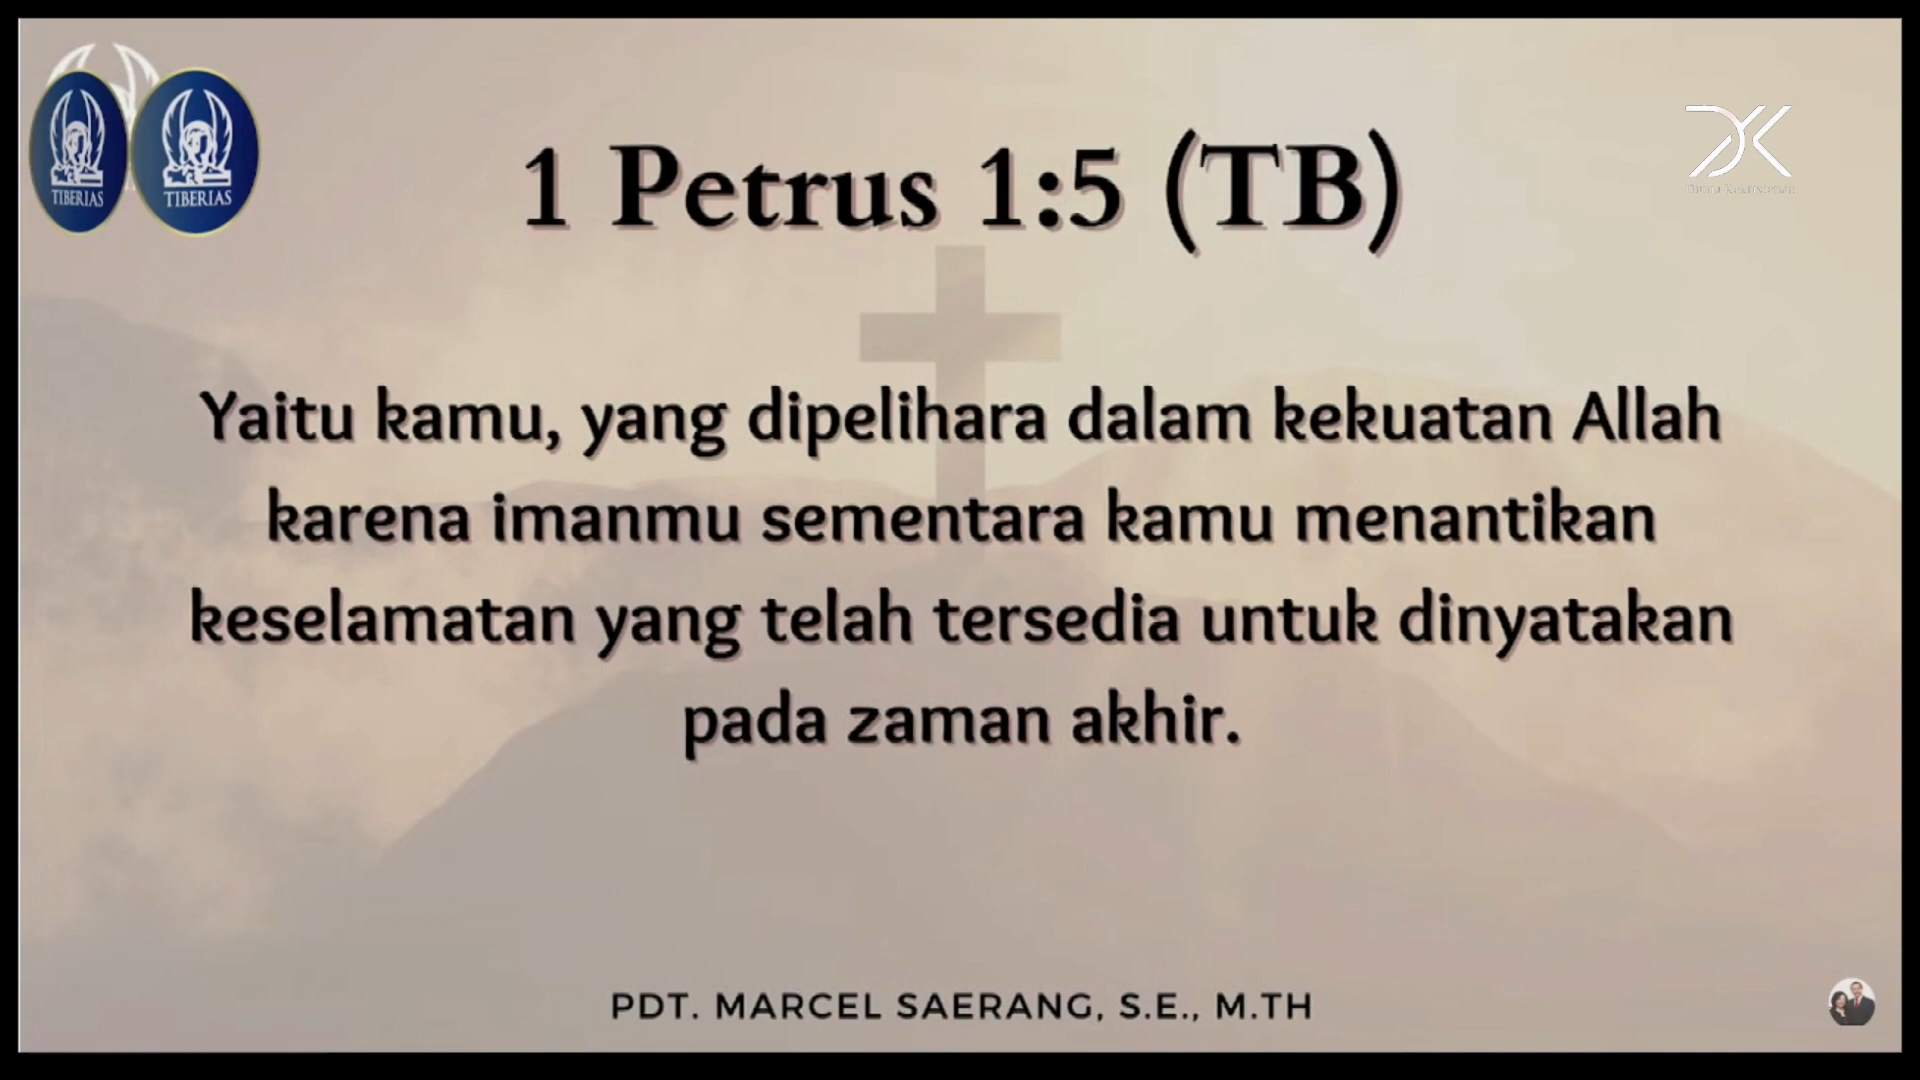 TIBERIAS
TIBERIAS
1 Petrus 1:5 (TB)
Yaitu kamu, yang dipelihara dalam kekuatan Allah
karena imanmu sementara kamu menantikan
keselamatan yang telah tersedia untuk dinyatakan
pada zaman akhir.
PDT. MARCEL SAERANG, S.E., M.TH